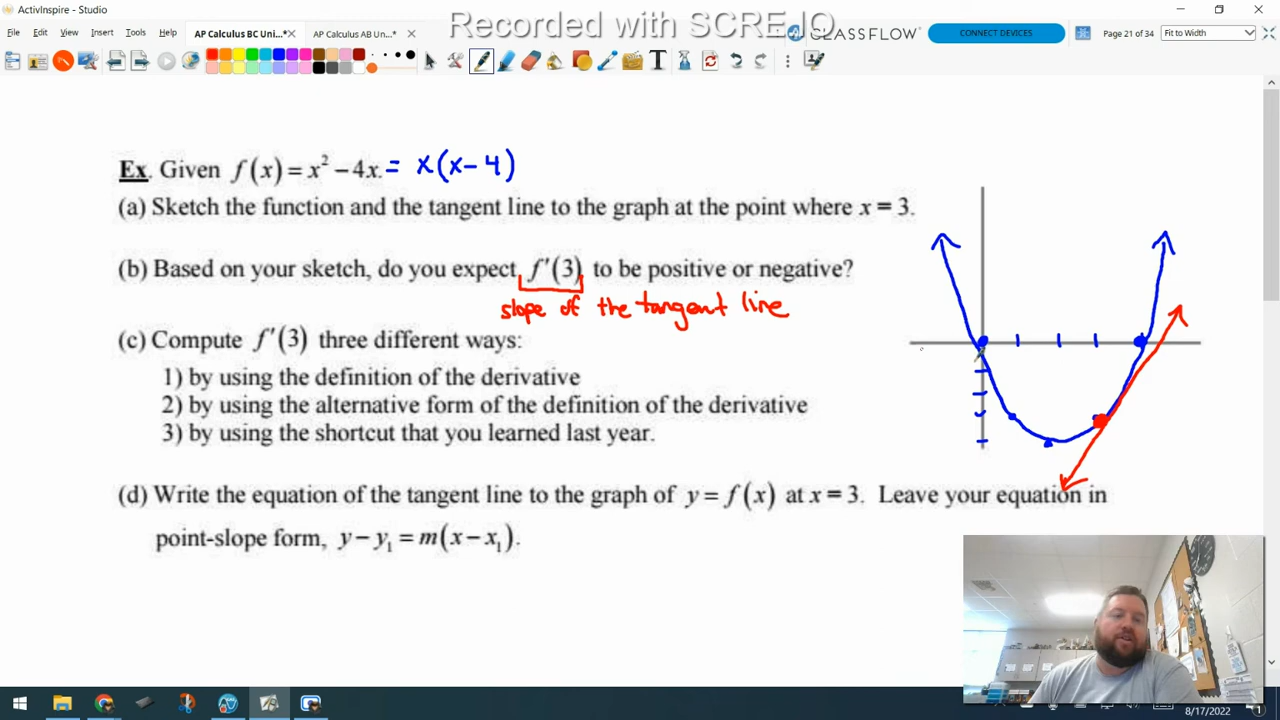 ActivInspire - Studio
Recorded with SCRE.IO
AP Calculus BC Uni...* AP Calculus AB Un...*
CLASSFLOW CONNECT DEVICES Page 21 of 34 Fit to Width
File Edit View Insert Tools Help
Ex. Given f(x) = x² − 4x. = x(x−4)
(a) Sketch the function and the tangent line to the graph at the point where x = 3.
(b) Based on your sketch, do you expect f'(3) to be positive or negative?
slope of the tangent line
(c) Compute f'(3) three different ways:
1) by using the definition of the derivative
2) by using the alternative form of the definition of the derivative
3) by using the shortcut that you learned last year.
(d) Write the equation of the tangent line to the graph of y = f(x) at x = 3. Leave your equation in
point-slope form, y − y₁ = m(x − x₁).
8/17/2022